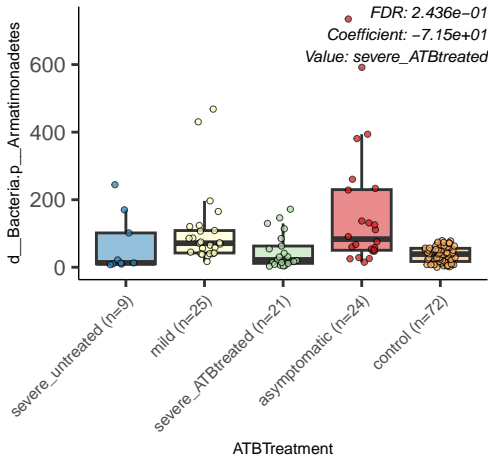 FDR: 2.436e−01
Coefficient: −7.15e+01
Value: severe_ATBtreated
d__Bacteria.p__Armatimonadetes
600
400
200
0
severe_untreated (n=9)
mild (n=25)
severe_ATBtreated (n=21)
asymptomatic (n=24)
control (n=72)
ATBTreatment